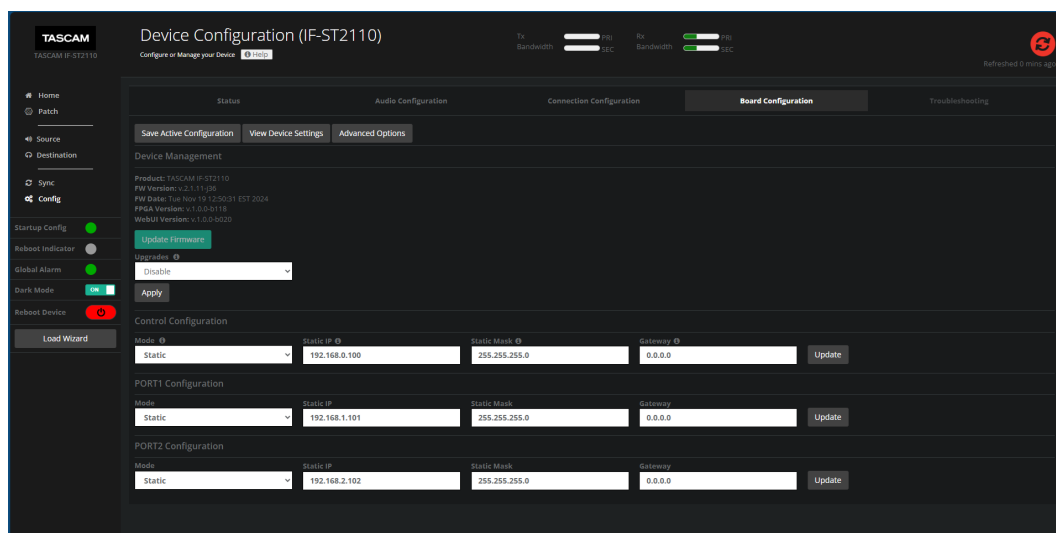 TASCAM
TASCAM IF-ST2110
Device Configuration (IF-ST2110)
Configure or Manage your Device Help
Tx
Bandwidth
PRI
SEC
Rx
Bandwidth
PRI
SEC
Refreshed 0 mins ago
Home
Patch
Source
Destination
Sync
Config
Startup Config
Reboot Indicator
Global Alarm
Dark Mode ON
Reboot Device
Load Wizard
Status Audio Configuration Connection Configuration Board Configuration Troubleshooting
Save Active Configuration View Device Settings Advanced Options
Device Management
Product: TASCAM IF-ST2110
FW Version: v.2.1.11-j36
FW Date: Tue Nov 19 12:50:31 EST 2024
FPGA Version: v.1.0.0-b118
WebUI Version: v.1.0.0-b020
Update Firmware
Upgrades
Disable
Apply
Control Configuration
Mode Static IP Static Mask Gateway
Static 192.168.0.100 255.255.255.0 0.0.0.0 Update
PORT1 Configuration
Mode Static IP Static Mask Gateway
Static 192.168.1.101 255.255.255.0 0.0.0.0 Update
PORT2 Configuration
Mode Static IP Static Mask Gateway
Static 192.168.2.102 255.255.255.0 0.0.0.0 Update